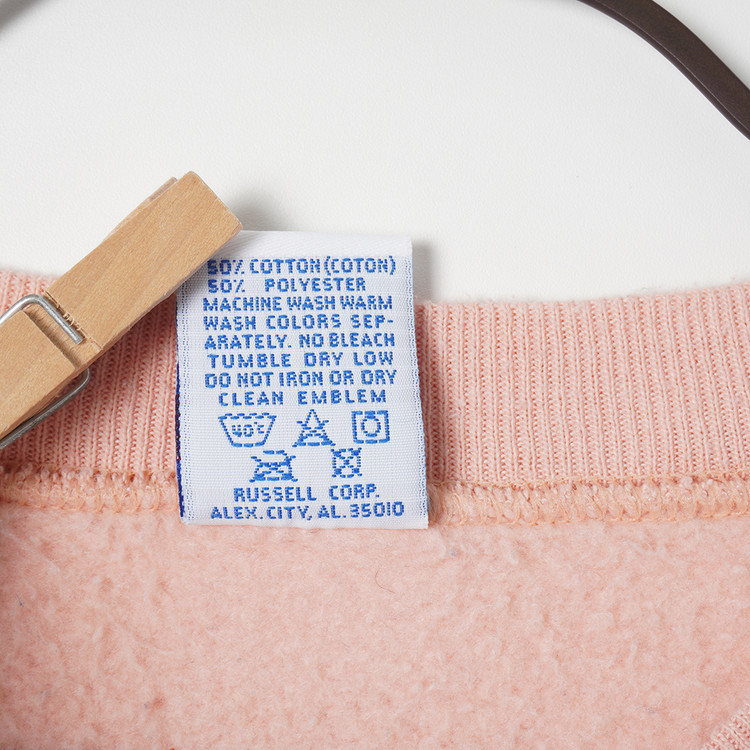 50% COTTON (COTON)
50% POLYESTER
MACHINE WASH WARM
WASH COLORS SEP-
ARATELY. NO BLEACH
TUMBLE DRY LOW
DO NOT IRON OR DRY
CLEAN EMBLEM
40°C
RUSSELL CORP.
ALEX. CITY, AL. 35010